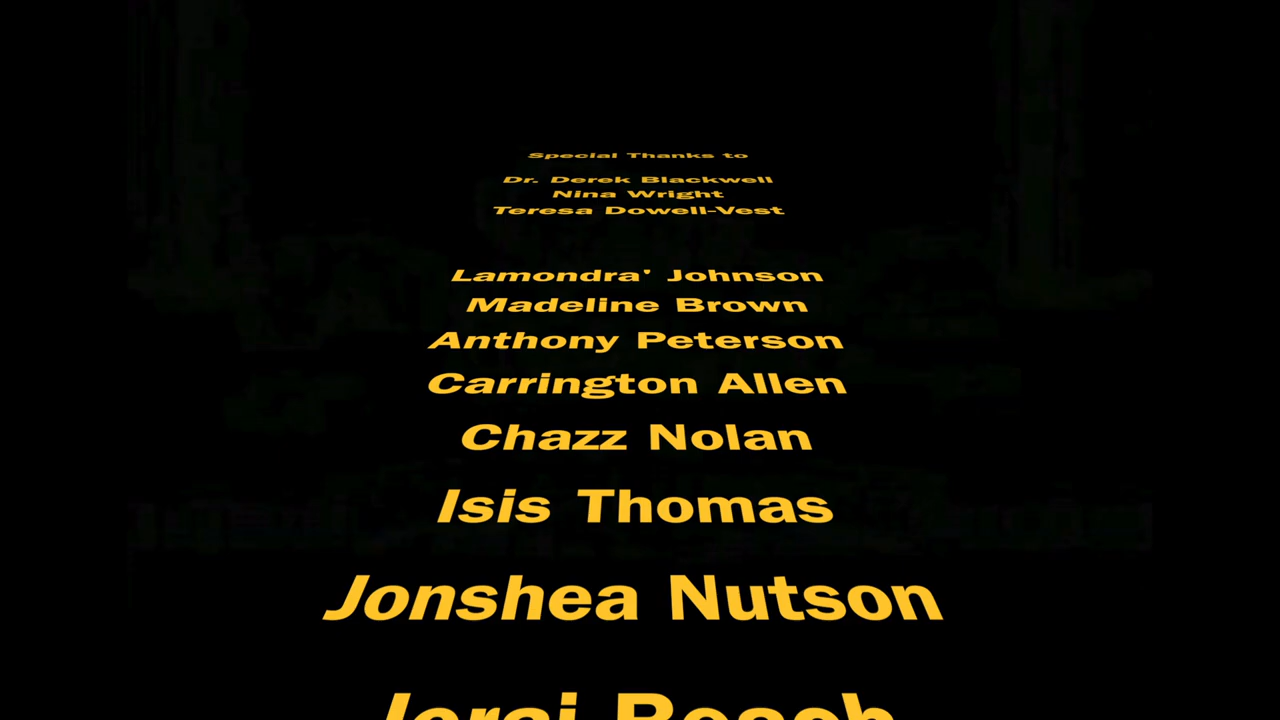 Special Thanks to
Dr. Derek Blackwell
Nina Wright
Teresa Dowell-Vest
Lamondra' Johnson
Madeline Brown
Anthony Peterson
Carrington Allen
Chazz Nolan
Isis Thomas
Jonshea Nutson